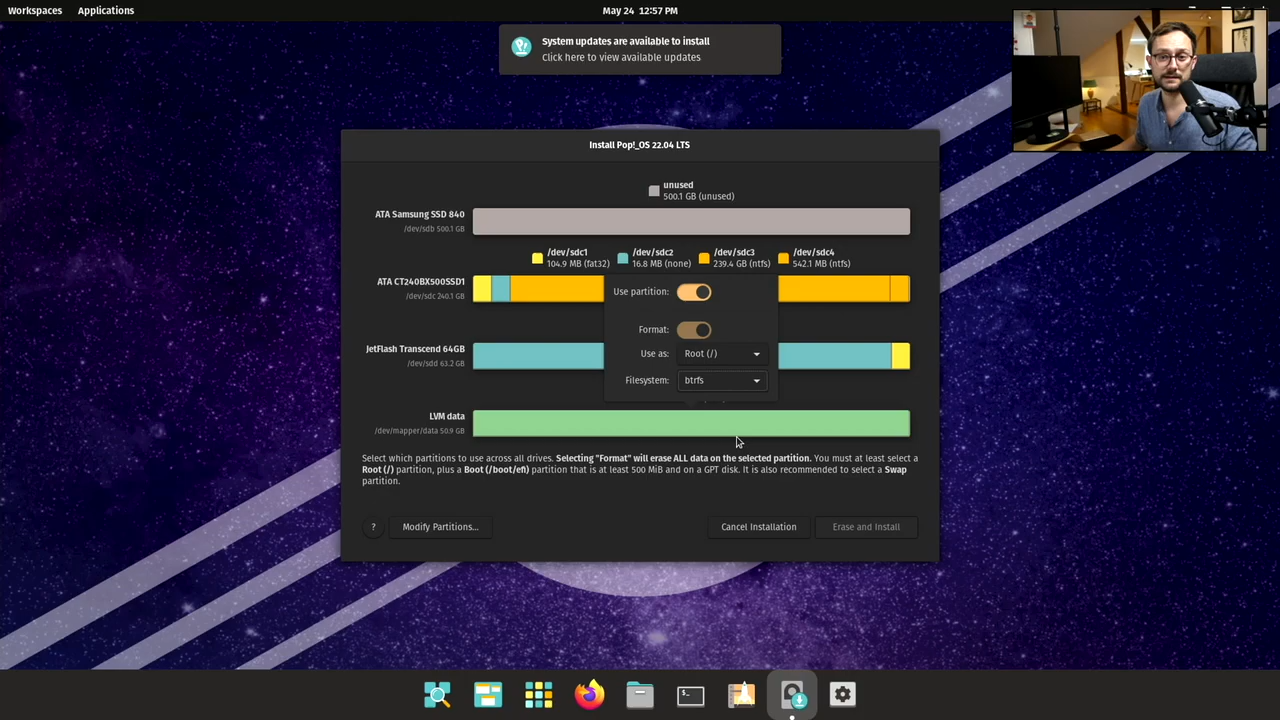 Workspaces
Applications
May 24 12:57 PM
System updates are available to install
Click here to view available updates
Install Pop!_OS 22.04 LTS
unused
500.1 GB (unused)
ATA Samsung SSD 840
/dev/sdb 500.1 GB
/dev/sdc1
104.9 MB (fat32)
/dev/sdc2
16.8 MB (none)
/dev/sdc3
239.4 GB (ntfs)
/dev/sdc4
542.1 MB (ntfs)
ATA CT240BX500SSD1
/dev/sdc 240.1 GB
Use partition:
Format:
Use as: Root (/)
Filesystem: btrfs
JetFlash Transcend 64GB
/dev/sdd 63.2 GB
LVM data
/dev/mapper/data 50.9 GB
Select which partitions to use across all drives. Selecting "Format" will erase ALL data on the selected partition. You must at least select a
Root (/) partition, plus a Boot (/boot/efi) partition that is at least 500 MiB and on a GPT disk. It is also recommended to select a Swap
partition.
?
Modify Partitions...
Cancel Installation
Erase and Install